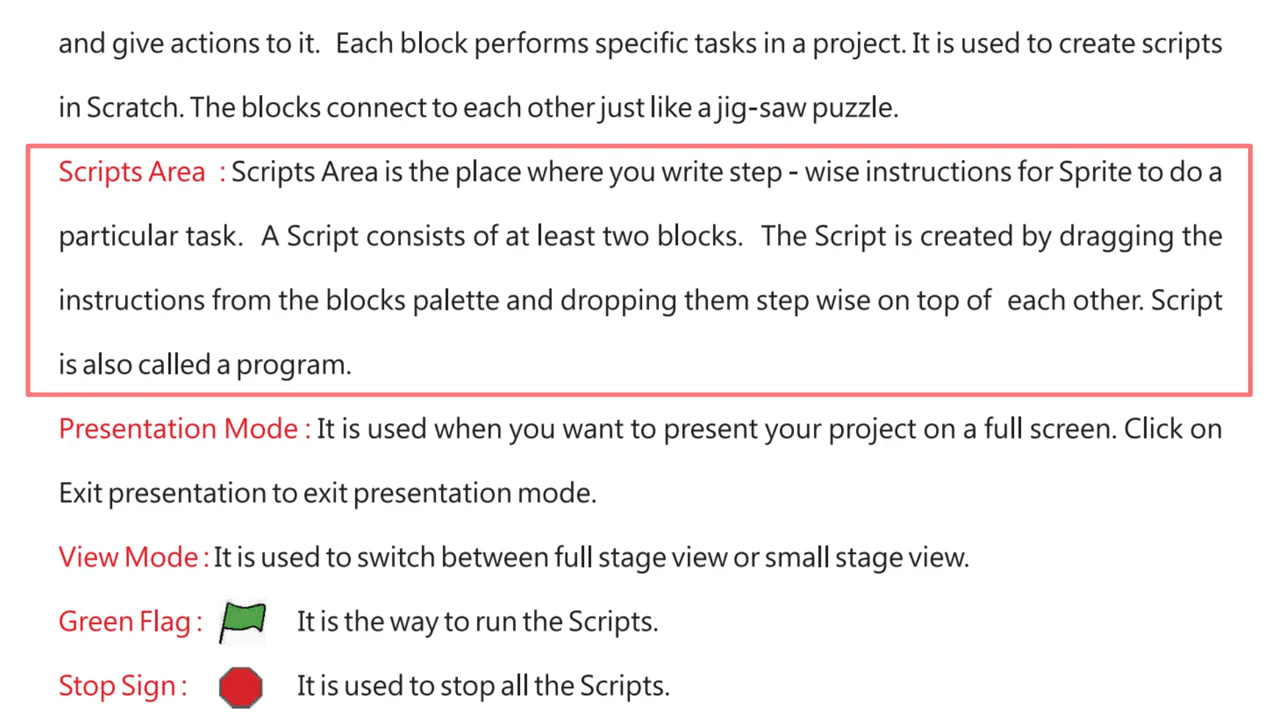 and give actions to it. Each block performs specific tasks in a project. It is used to create scripts
in Scratch. The blocks connect to each other just like a jig-saw puzzle.
Scripts Area : Scripts Area is the place where you write step - wise instructions for Sprite to do a
particular task. A Script consists of at least two blocks. The Script is created by dragging the
instructions from the blocks palette and dropping them step wise on top of each other. Script
is also called a program.
Presentation Mode : It is used when you want to present your project on a full screen. Click on
Exit presentation to exit presentation mode.
View Mode : It is used to switch between full stage view or small stage view.
Green Flag : It is the way to run the Scripts.
Stop Sign : It is used to stop all the Scripts.